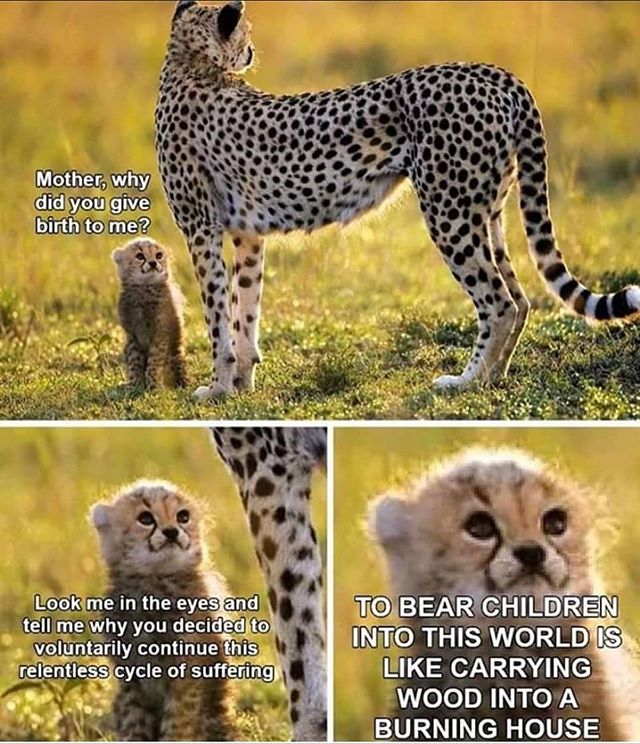 Mother, why
did you give
birth to me?
Look me in the eyes and
tell me why you decided to
voluntarily continue this
relentless cycle of suffering
TO BEAR CHILDREN
INTO THIS WORLD IS
LIKE CARRYING
WOOD INTO A
BURNING HOUSE